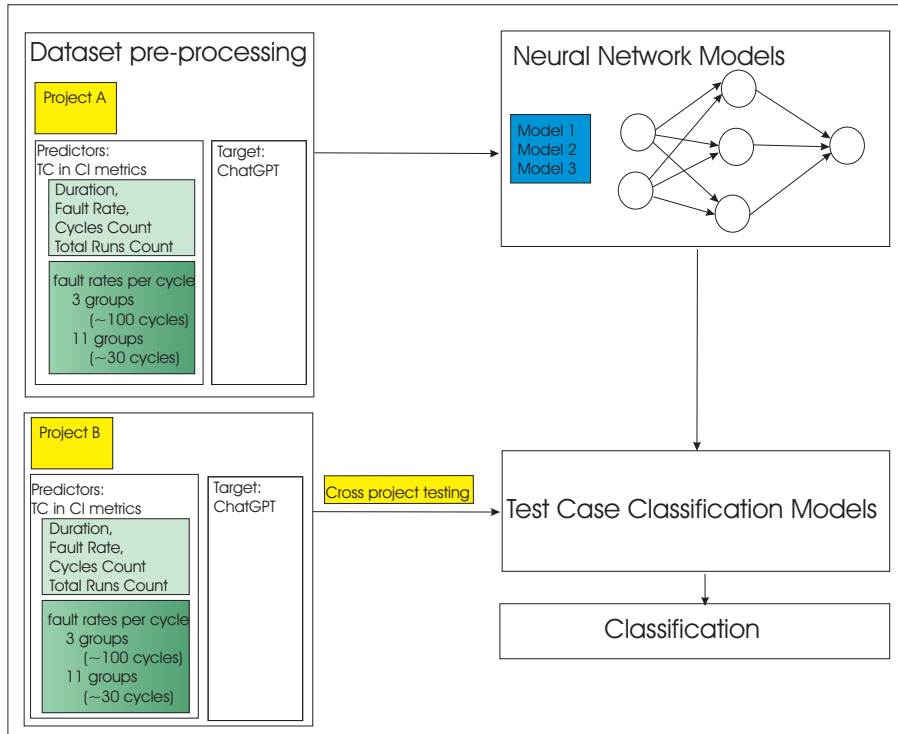 Dataset pre-processing
Project A
Predictors:
TC in CI metrics
Duration,
Fault Rate,
Cycles Count
Total Runs Count
fault rates per cycle
3 groups
(~100 cycles)
11 groups
(~30 cycles)
Target:
ChatGPT
Neural Network Models
Model 1
Model 2
Model 3
Project B
Predictors:
TC in CI metrics
Duration,
Fault Rate,
Cycles Count
Total Runs Count
fault rates per cycle
3 groups
(~100 cycles)
11 groups
(~30 cycles)
Target:
ChatGPT
Cross project testing
Test Case Classification Models
Classification